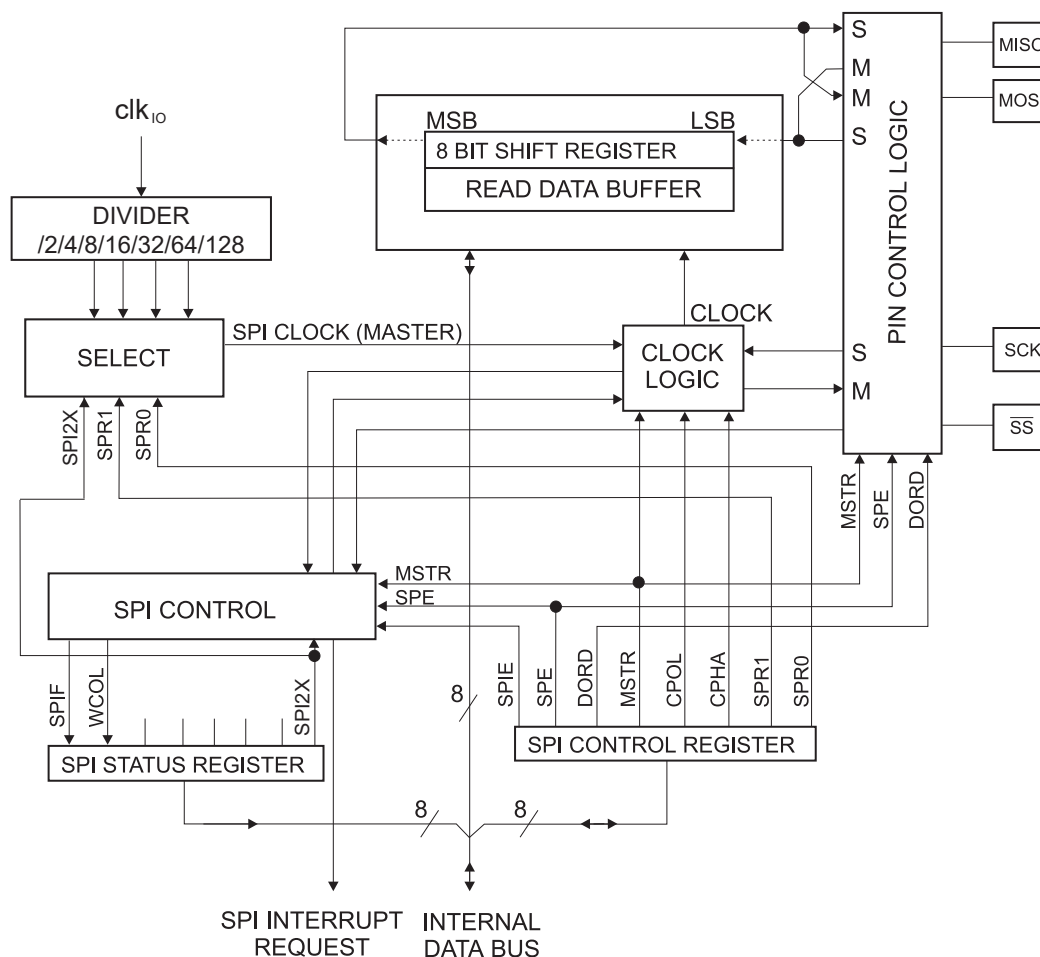 clk IO
DIVIDER
/2/4/8/16/32/64/128
SELECT
SPI2X
SPR1
SPR0
SPI CLOCK (MASTER)
MSB
LSB
8 BIT SHIFT REGISTER
READ DATA BUFFER
CLOCK
CLOCK
LOGIC
S
M
M
S
S
M
PIN CONTROL LOGIC
MISO
MOSI
SCK
SS
MSTR
SPE
DORD
SPI CONTROL
MSTR
SPE
SPIF
WCOL
SPI2X
SPI STATUS REGISTER
8
SPIE
SPE
DORD
MSTR
CPOL
CPHA
SPR1
SPR0
SPI CONTROL REGISTER
8
8
SPI INTERRUPT
REQUEST
INTERNAL
DATA BUS